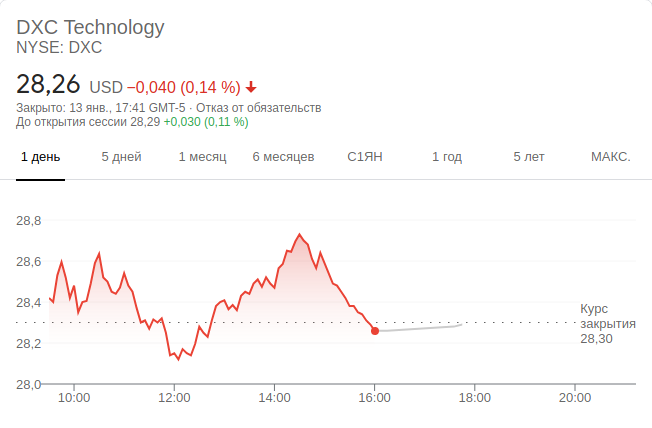 DXC Technology
NYSE: DXC
28,26 USD −0,040 (0,14 %)
Закрыто: 13 янв., 17:41 GMT-5 · Отказ от обязательств
До открытия сессии 28,29 +0,030 (0,11 %)
1 день 5 дней 1 месяц 6 месяцев С1ЯН 1 год 5 лет МАКС.
28,8
28,6
28,4
28,2
28,0
Курс
закрытия
28,30
10:00 12:00 14:00 16:00 18:00 20:00